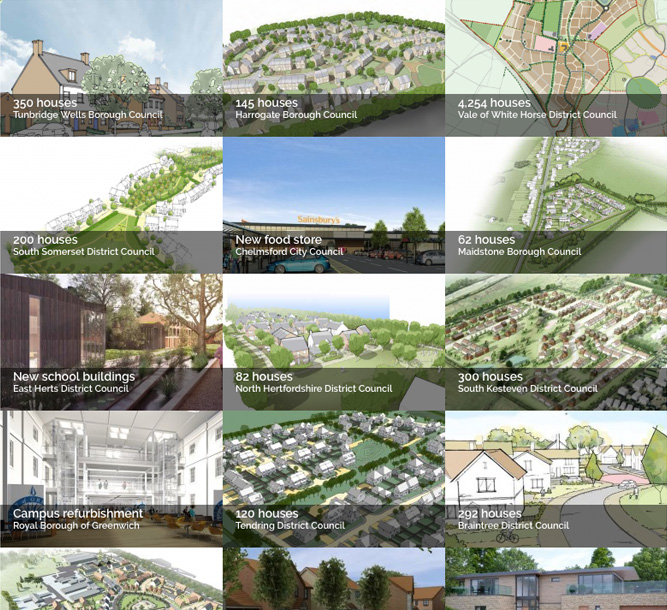 350 houses
Tunbridge Wells Borough Council
145 houses
Harrogate Borough Council
4,254 houses
Vale of White Horse District Council
200 houses
South Somerset District Council
Sainsbury's
New food store
Chelmsford City Council
62 houses
Maidstone Borough Council
New school buildings
East Herts District Council
82 houses
North Hertfordshire District Council
300 houses
South Kesteven District Council
Campus refurbishment
Royal Borough of Greenwich
120 houses
Tendring District Council
292 houses
Braintree District Council